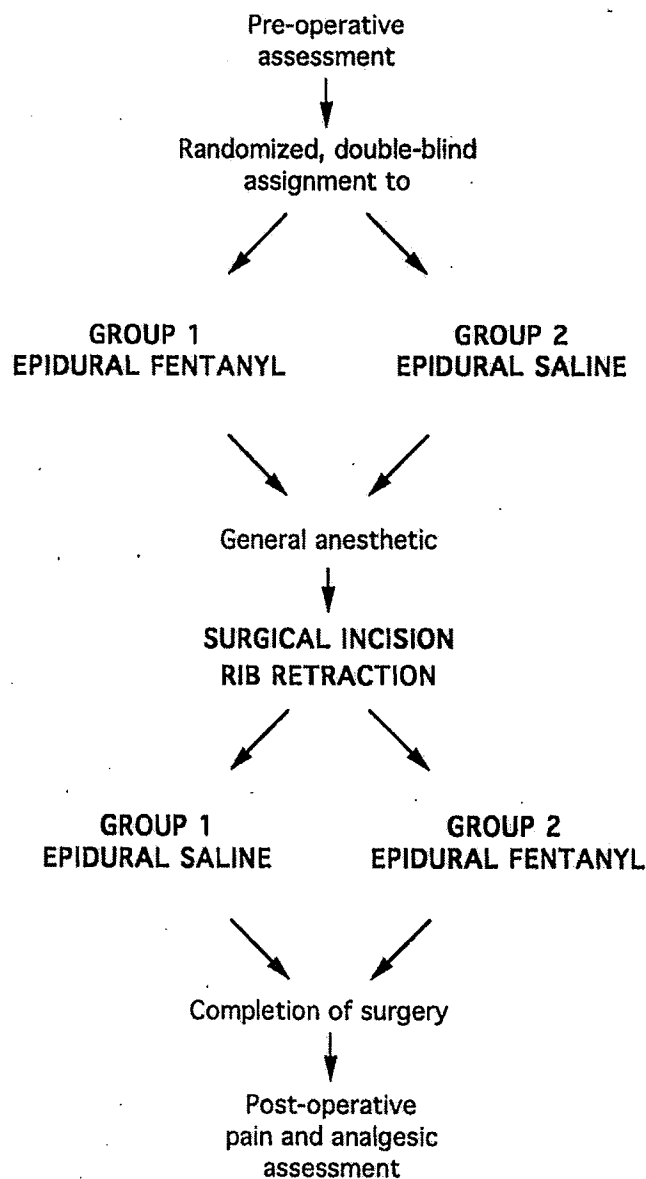 Pre-operative
assessment
Randomized, double-blind
assignment to
GROUP 1
EPIDURAL FENTANYL
GROUP 2
EPIDURAL SALINE
General anesthetic
SURGICAL INCISION
RIB RETRACTION
GROUP 1
EPIDURAL SALINE
GROUP 2
EPIDURAL FENTANYL
Completion of surgery
Post-operative
pain and analgesic
assessment